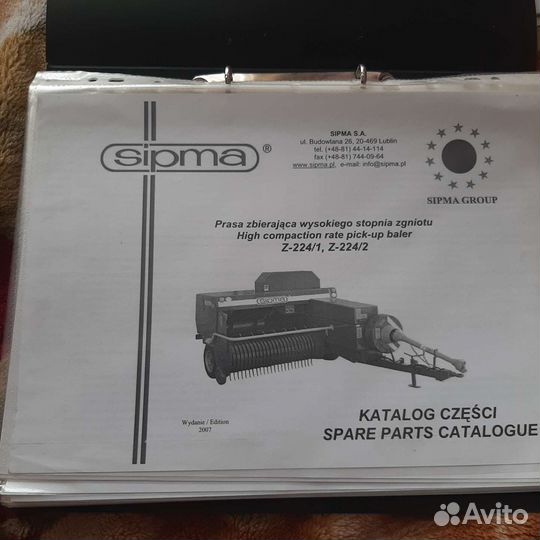 sipma®
SIPMA S.A.
ul. Budowlana 26, 20-469 Lublin
tel. (+48-81) 44-14-114
fax (+48-81) 744-09-64
www.sipma.pl, e-mail: info@sipma.pl
SIPMA GROUP
Prasa zbierająca wysokiego stopnia zgniotu
High compaction rate pick-up baler
Z-224/1, Z-224/2
sipma
Wydanie / Edition
2007
KATALOG CZĘŚCI
SPARE PARTS CATALOGUE
Avito